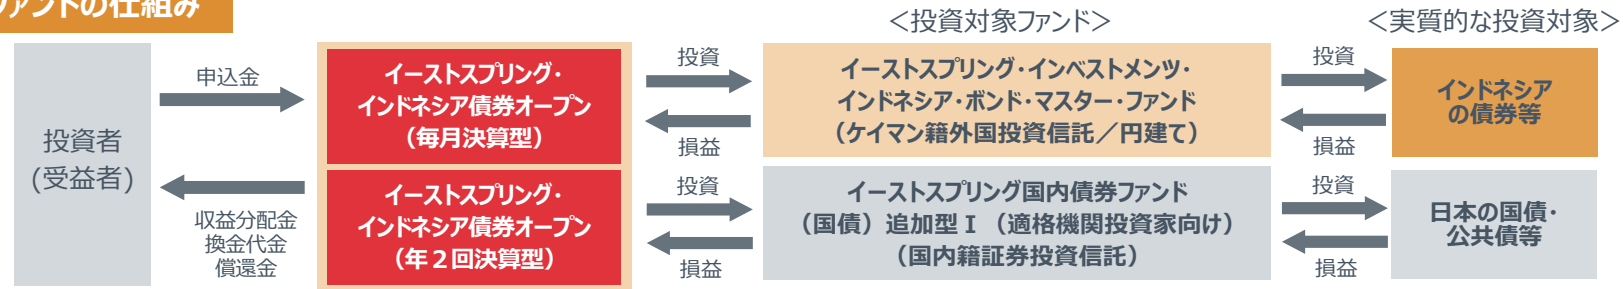 ファンドの仕組み
＜投資対象ファンド＞
＜実質的な投資対象＞
投資者
(受益者)
申込金
収益分配金
換金代金
償還金
イーストスプリング・
インドネシア債券オープン
（毎月決算型）
投資
損益
イーストスプリング・インベストメンツ・
インドネシア・ボンド・マスター・ファンド
（ケイマン籍外国投資信託／円建て）
投資
損益
インドネシア
の債券等
イーストスプリング・
インドネシア債券オープン
（年２回決算型）
投資
損益
イーストスプリング国内債券ファンド
（国債）追加型Ⅰ（適格機関投資家向け）
（国内籍証券投資信託）
投資
損益
日本の国債・
公共債等